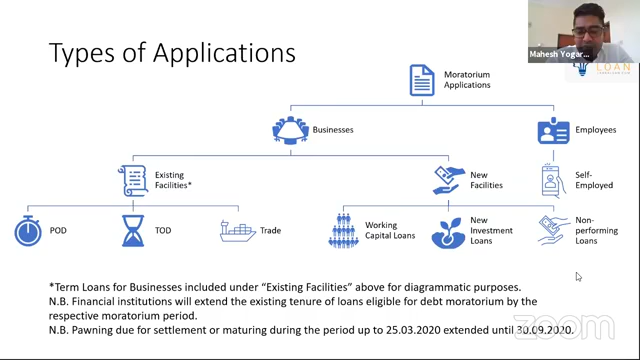 Types of Applications
Mahesh Yogar...
LOAN
Moratorium
Applications
Businesses
Employees
Existing
Facilities*
New
Facilities
Self-
Employed
POD
TOD
Trade
Working
Capital Loans
New
Investment
Loans
Non-
performing
Loans
*Term Loans for Businesses included under “Existing Facilities” above for diagrammatic purposes.
N.B. Financial institutions will extend the existing tenure of loans eligible for debt moratorium by the
respective moratorium period.
N.B. Pawning due for settlement or maturing during the period up to 25.03.2020 extended until 30.09.2020.
zoom